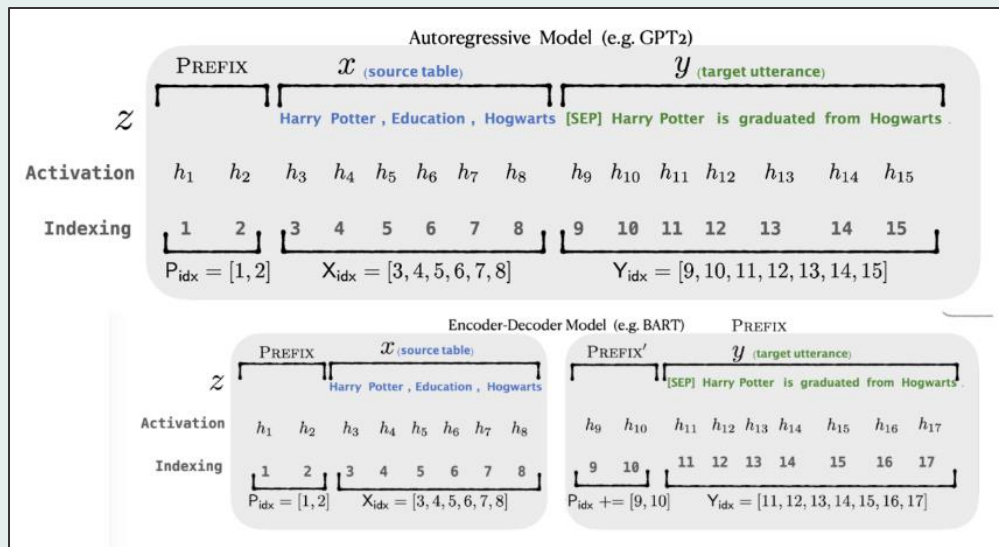 Autoregressive Model (e.g. GPT2)
PREFIX x (source table) y (target utterance)
z Harry Potter , Education , Hogwarts [SEP] Harry Potter is graduated from Hogwarts .
Activation h₁ h₂ h₃ h₄ h₅ h₆ h₇ h₈ h₉ h₁₀ h₁₁ h₁₂ h₁₃ h₁₄ h₁₅
Indexing 1 2 3 4 5 6 7 8 9 10 11 12 13 14 15
P_idx = [1, 2] X_idx = [3, 4, 5, 6, 7, 8] Y_idx = [9, 10, 11, 12, 13, 14, 15]
Encoder-Decoder Model (e.g. BART) PREFIX
PREFIX x (source table) PREFIX′ y (target utterance)
z Harry Potter , Education , Hogwarts [SEP] Harry Potter is graduated from Hogwarts .
Activation h₁ h₂ h₃ h₄ h₅ h₆ h₇ h₈ h₉ h₁₀ h₁₁ h₁₂ h₁₃ h₁₄ h₁₅ h₁₆ h₁₇
Indexing 1 2 3 4 5 6 7 8 9 10 11 12 13 14 15 16 17
P_idx = [1, 2] X_idx = [3, 4, 5, 6, 7, 8] P_idx += [9, 10] Y_idx = [11, 12, 13, 14, 15, 16, 17]